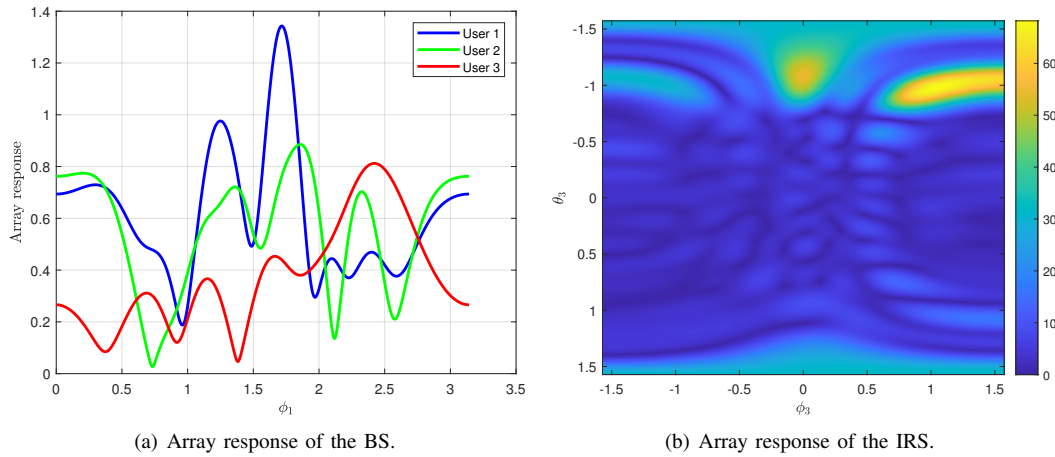 1.4
1.2
1
0.8
0.6
0.4
0.2
0
Array response
0 0.5 1 1.5 2 2.5 3 3.5
ϕ₁
User 1
User 2
User 3
(a) Array response of the BS.
-1.5
-1
-0.5
0
0.5
1
1.5
θ₃
-1.5 -1 -0.5 0 0.5 1 1.5
ϕ₃
60
50
40
30
20
10
0
(b) Array response of the IRS.